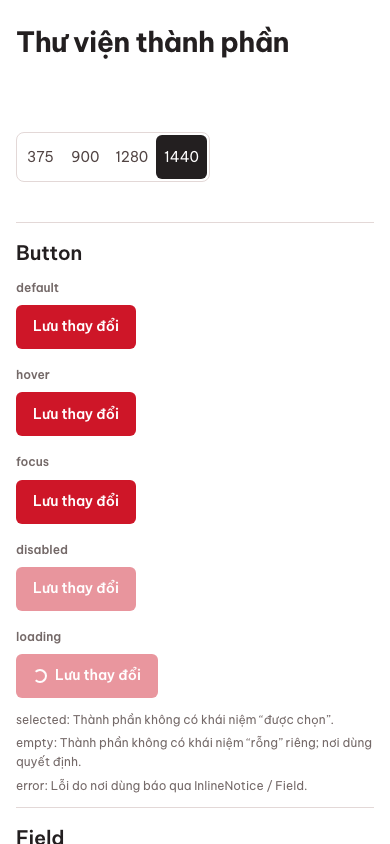 Thư viện thành phần
375 900 1280 1440
Button
default
Lưu thay đổi
hover
Lưu thay đổi
focus
Lưu thay đổi
disabled
Lưu thay đổi
loading
Lưu thay đổi
selected: Thành phần không có khái niệm “được chọn”.
empty: Thành phần không có khái niệm “rỗng” riêng; nơi dùng
quyết định.
error: Lỗi do nơi dùng báo qua InlineNotice / Field.
Field